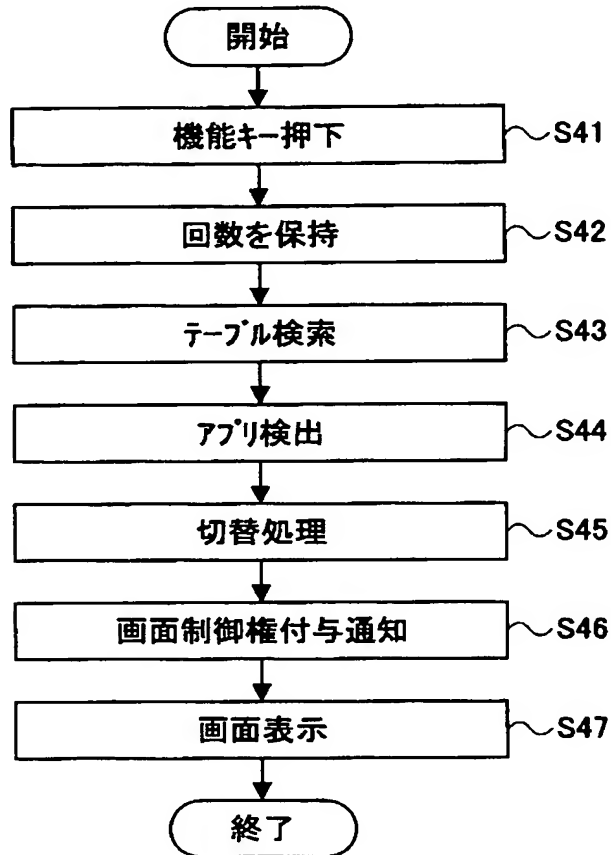 開始
機能キー押下 S41
回数を保持 S42
テーブル検索 S43
アプリ検出 S44
切替処理 S45
画面制御権付与通知 S46
画面表示 S47
終了